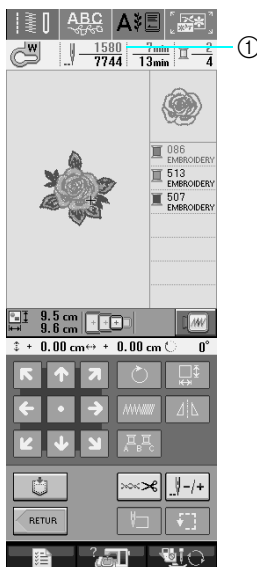 ABC A
W 1580 7min 2 ①
7744 13min 4
086
EMBROIDERY
513
EMBROIDERY
507
EMBROIDERY
9.5 cm
9.6 cm
+ 0.00 cm + 0.00 cm 0°
A B C
-/+
RETUR
?